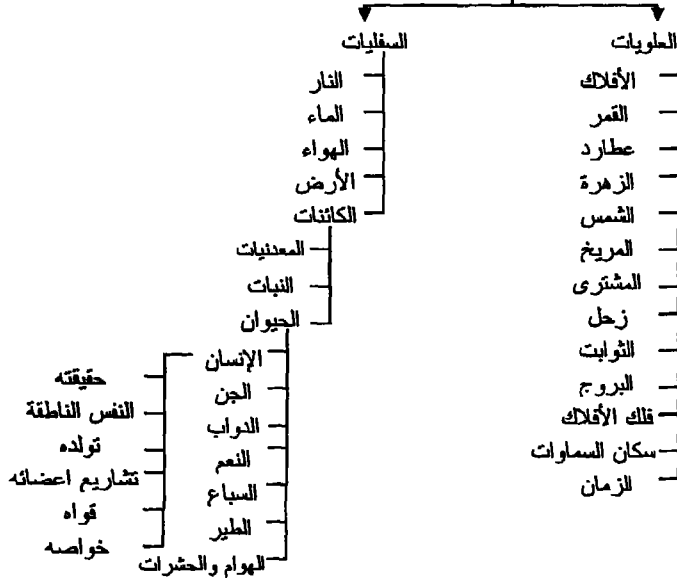 العلويات
الأفلاك
القمر
عطارد
الزهرة
الشمس
المريخ
المشترى
زحل
الثوابت
البروج
فلك الأفلاك
سكان السماوات
الزمان
السفليات
النار
الماء
الهواء
الأرض
الكائنات
المعدنيات
النبات
الحيوان
الإنسان
الجن
الدواب
النعم
السباع
الطير
الهوام والحشرات
حقيقته
النفس الناطقة
تولده
تشاريع اعضائه
قواه
خواصه